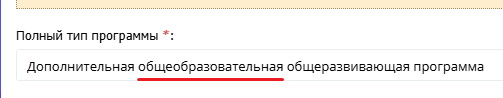 Полный тип программы *:
Дополнительная общеобразовательная общеразвивающая программа